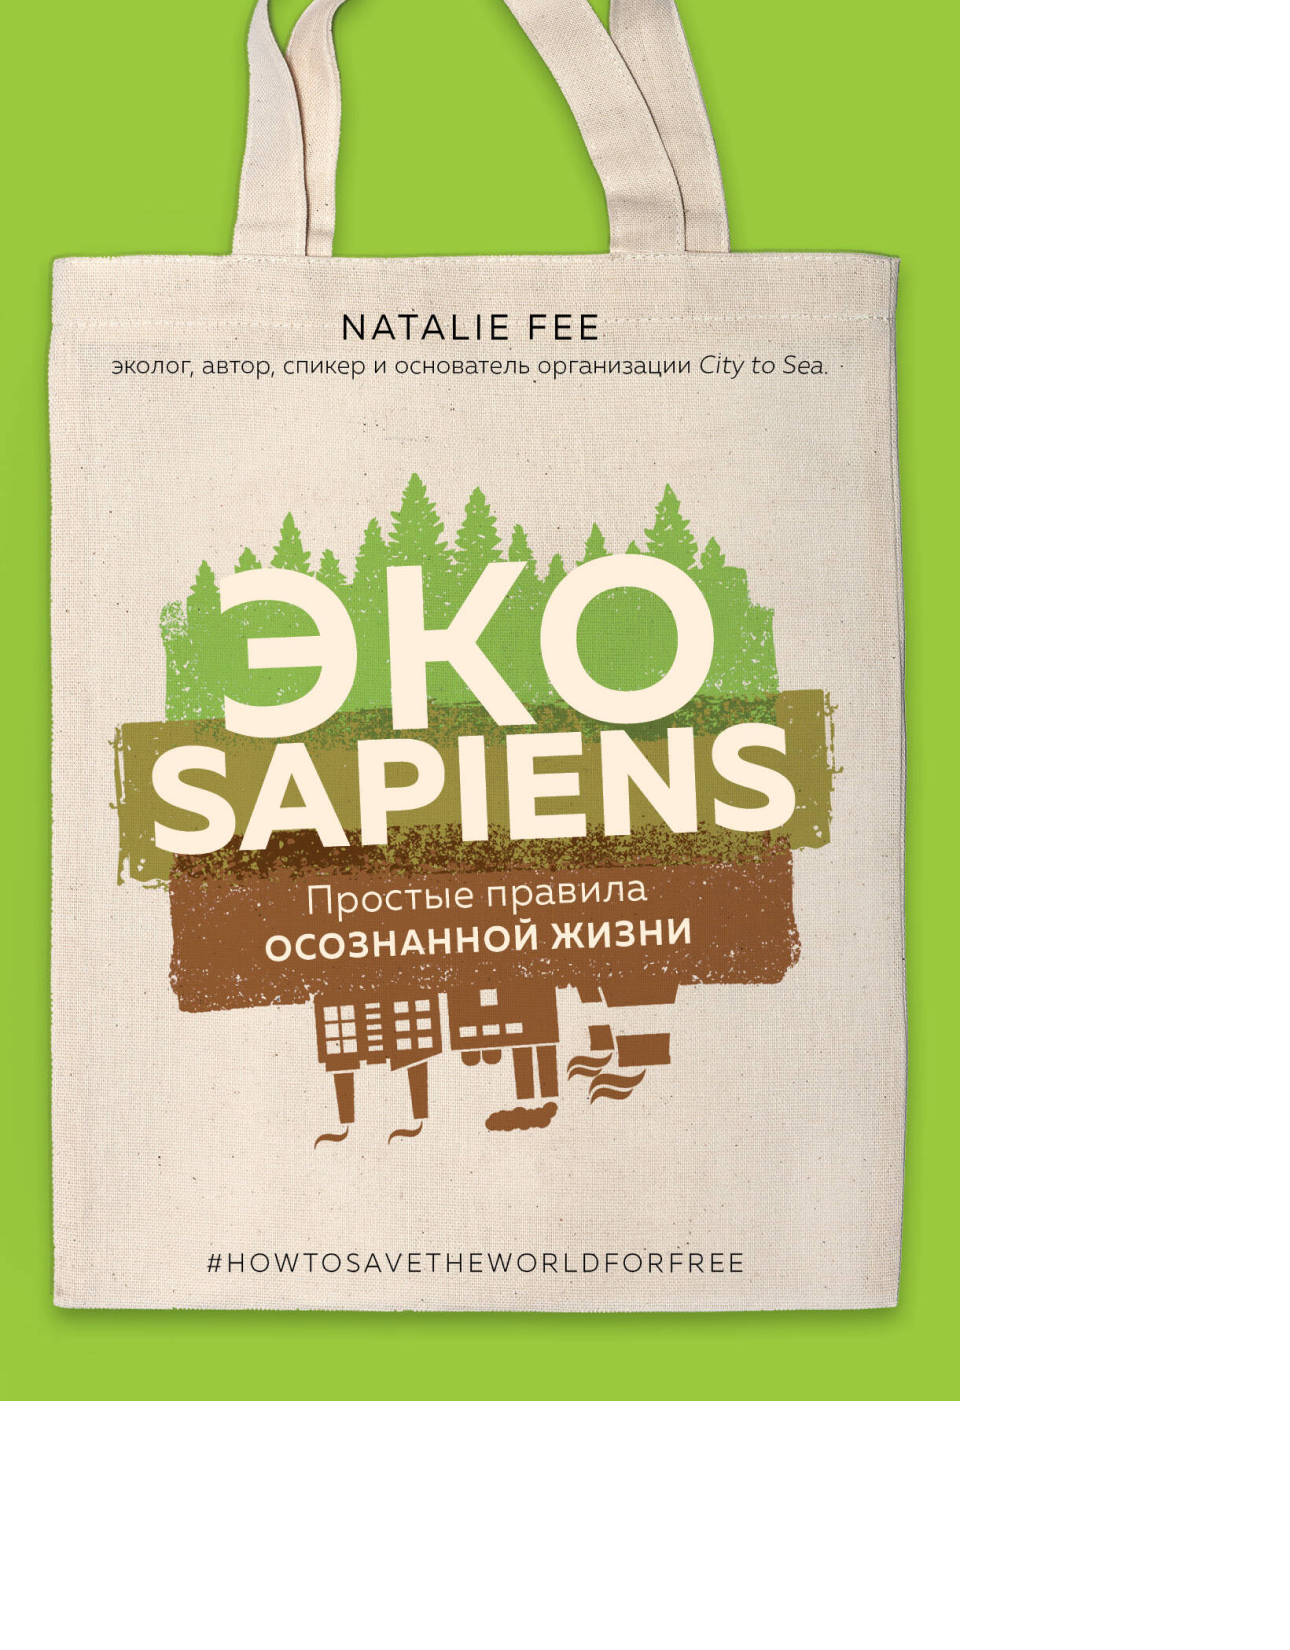 NATALIE FEE
эколог, автор, спикер и основатель организации City to Sea.
ЭКО
SAPIENS
Простые правила
ОСОЗНАННОЙ ЖИЗНИ
#HOWTOSAVETHEWORLDFORFREE